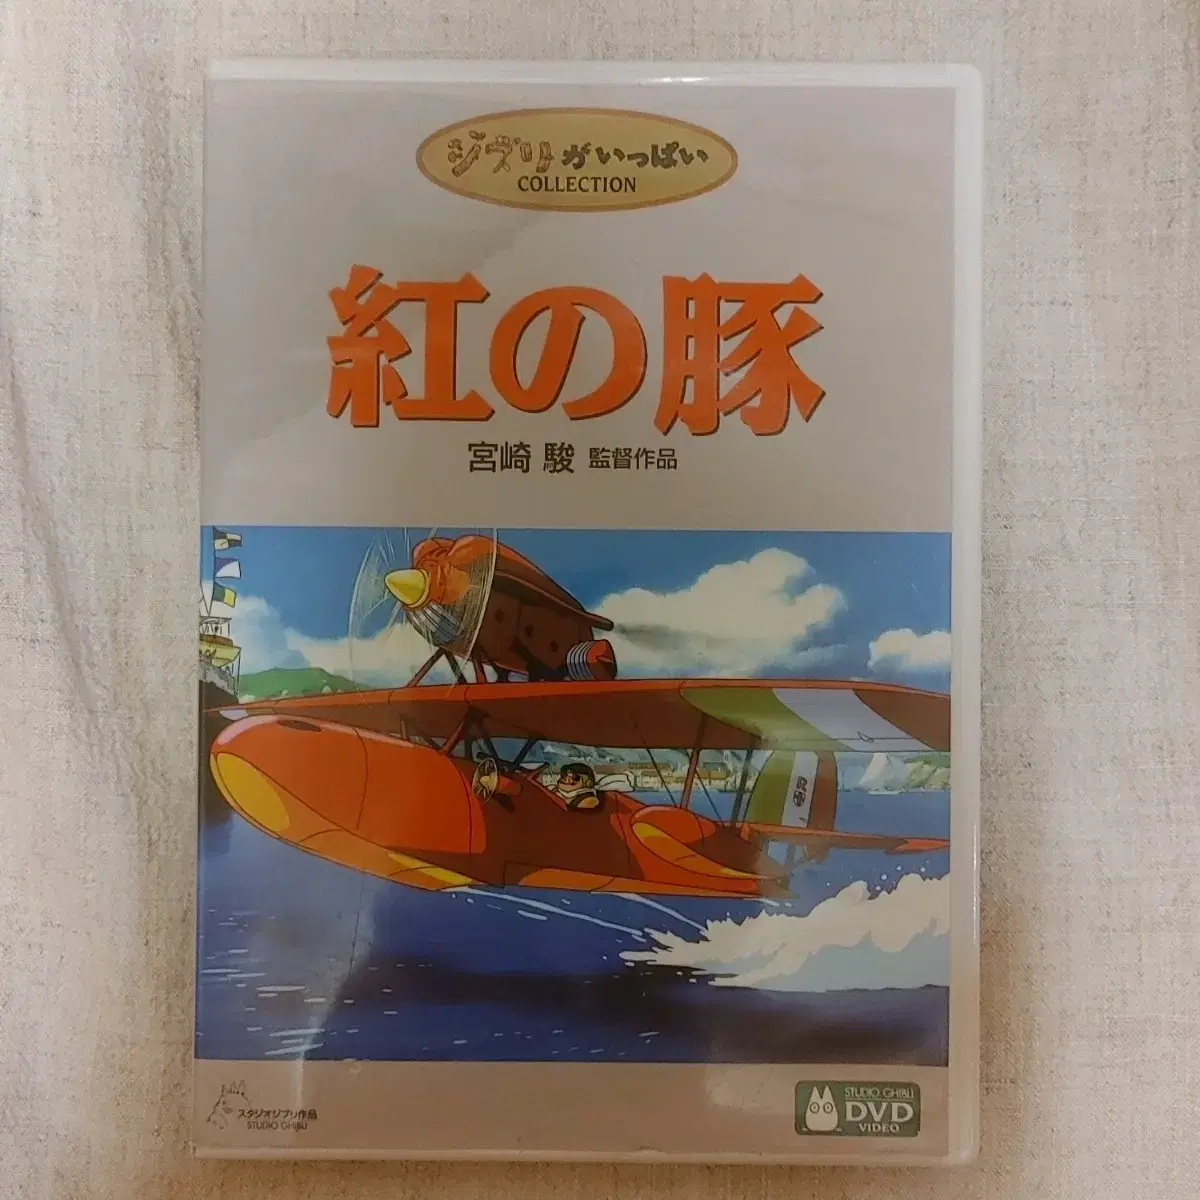 ジブリがいっぱい
COLLECTION
紅の豚
宮崎 駿 監督作品
スタジオジブリ作品
STUDIO GHIBLI
STUDIO GHIBLI
DVD
VIDEO